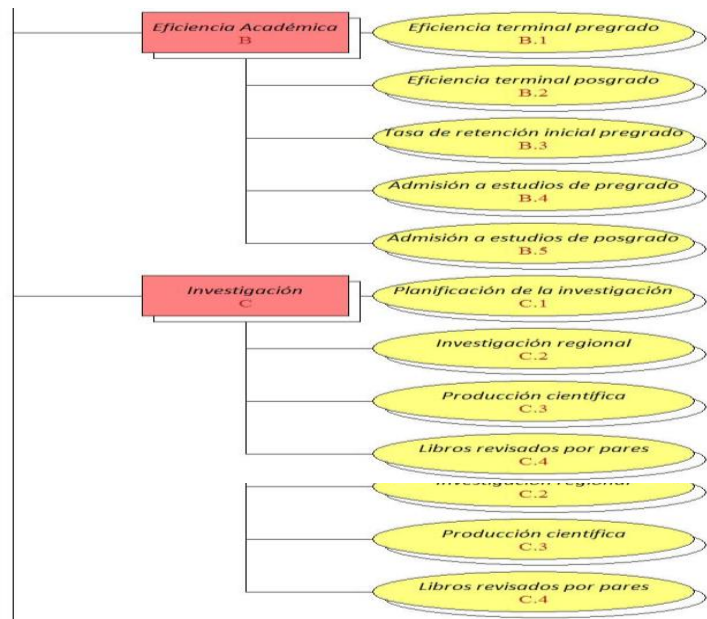 Eficiencia Académica
B
Eficiencia terminal pregrado
B.1
Eficiencia terminal posgrado
B.2
Tasa de retención inicial pregrado
B.3
Admisión a estudios de pregrado
B.4
Admisión a estudios de posgrado
B.5
Investigación
C
Planificación de la investigación
C.1
Investigación regional
C.2
Producción científica
C.3
Libros revisados por pares
C.4
Investigación regional
C.2
Producción científica
C.3
Libros revisados por pares
C.4